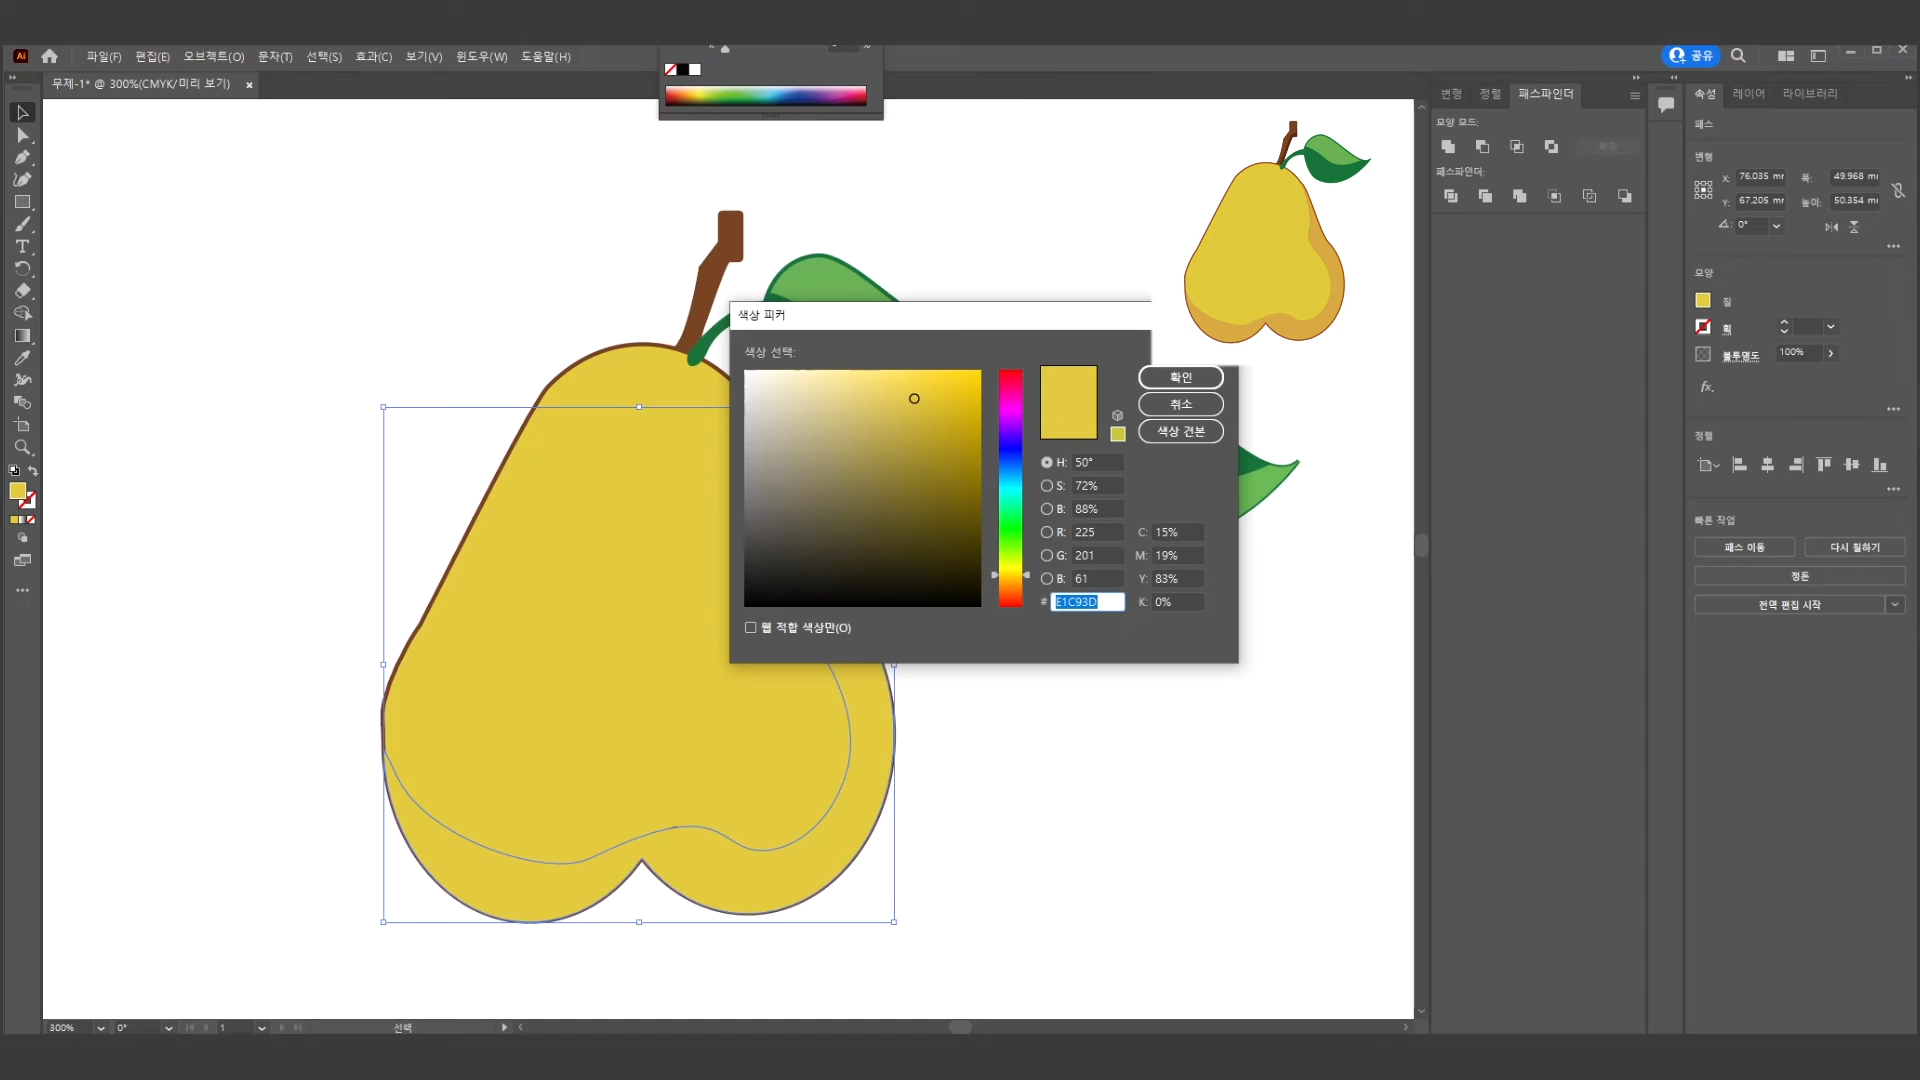 Ai
파일(F) 편집(E) 오브젝트(O) 문자(T) 선택(S) 효과(C) 보기(V) 윈도우(W) 도움말(H)
공유
무제-1* @ 300%(CMYK/미리 보기) ×
변형 정렬 패스파인더
모양 모드:
패스파인더:
속성 레이어 라이브러리
패스
변형
X: 76.035 mm 폭: 49.968 mm
Y: 67.205 mm 높이: 50.354 mm
0°
모양
칠
획
불투명도 100%
fx.
정렬
빠른 작업
패스 이동 다시 칠하기
정돈
전역 편집 시작
색상 피커
색상 선택:
확인
취소
색상 견본
H: 50°
S: 72%
B: 88%
R: 225 C: 15%
G: 201 M: 19%
B: 61 Y: 83%
# E1C93D K: 0%
웹 적합 색상만(O)
300% 0° 1 선택